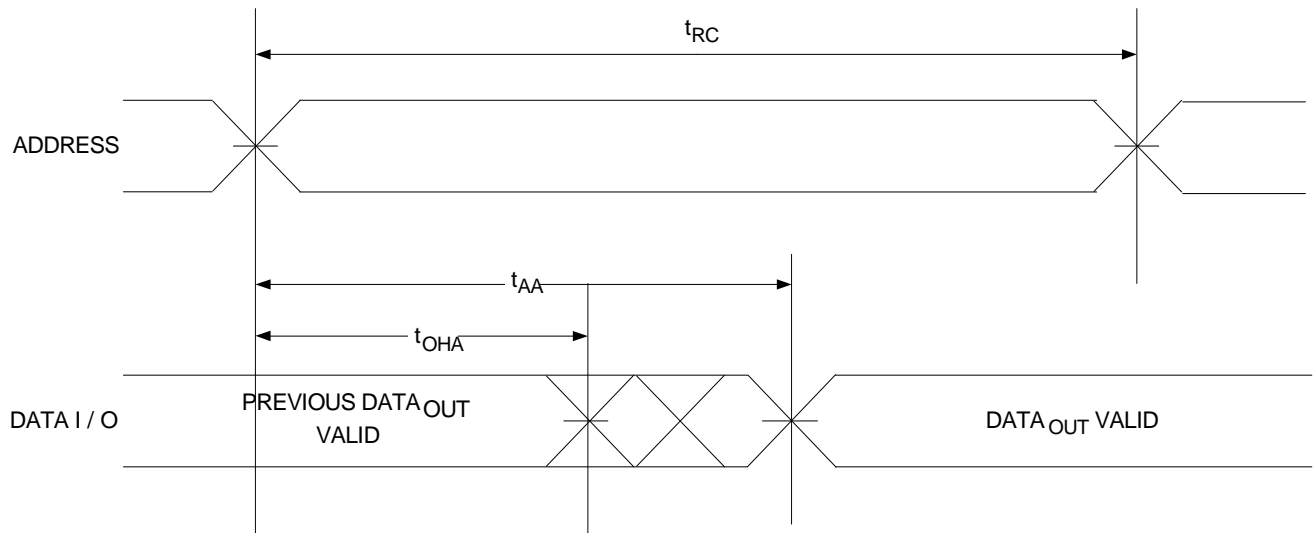 tRC
ADDRESS
tAA
tOHA
DATA I / O
PREVIOUS DATA OUT
VALID
DATA OUT VALID